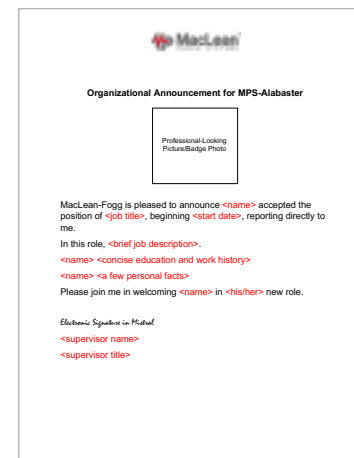 MacLean
Organizational Announcement for MPS-Alabaster
Professional-Looking
Picture/Badge Photo
MacLean-Fogg is pleased to announce <name> accepted the
position of <job title>, beginning <start date>, reporting directly to
me.
In this role, <brief job description>.
<name> <concise education and work history>
<name> <a few personal facts>
Please join me in welcoming <name> in <his/her> new role.
Electronic Signature in Mistral
<supervisor name>
<supervisor title>